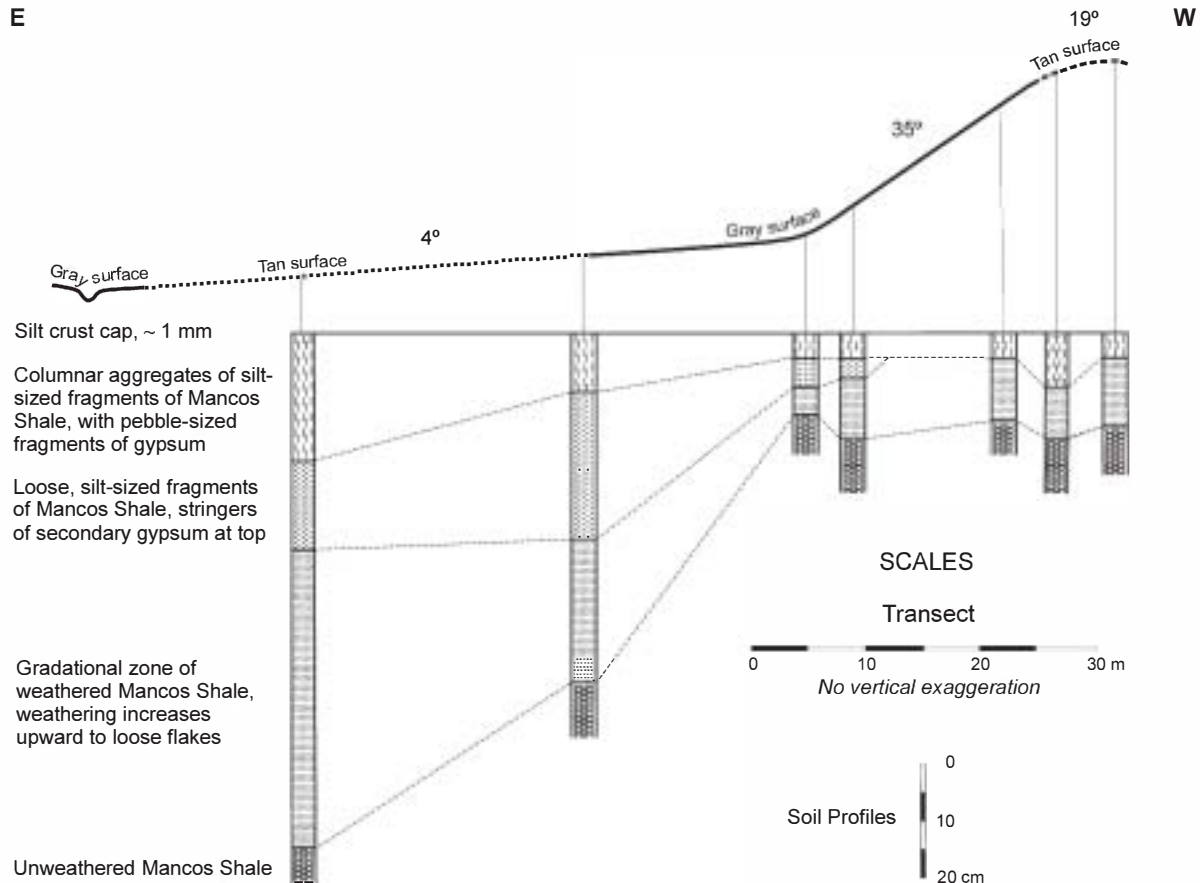 E
W
19º
Tan surface
35º
Gray surface
4º
Tan surface
Gray surface
Silt crust cap, ~ 1 mm
Columnar aggregates of silt-
sized fragments of Mancos
Shale, with pebble-sized
fragments of gypsum
Loose, silt-sized fragments
of Mancos Shale, stringers
of secondary gypsum at top
Gradational zone of
weathered Mancos Shale,
weathering increases
upward to loose flakes
Unweathered Mancos Shale
SCALES
Transect
0 10 20 30 m
No vertical exaggeration
Soil Profiles
0
10
20 cm